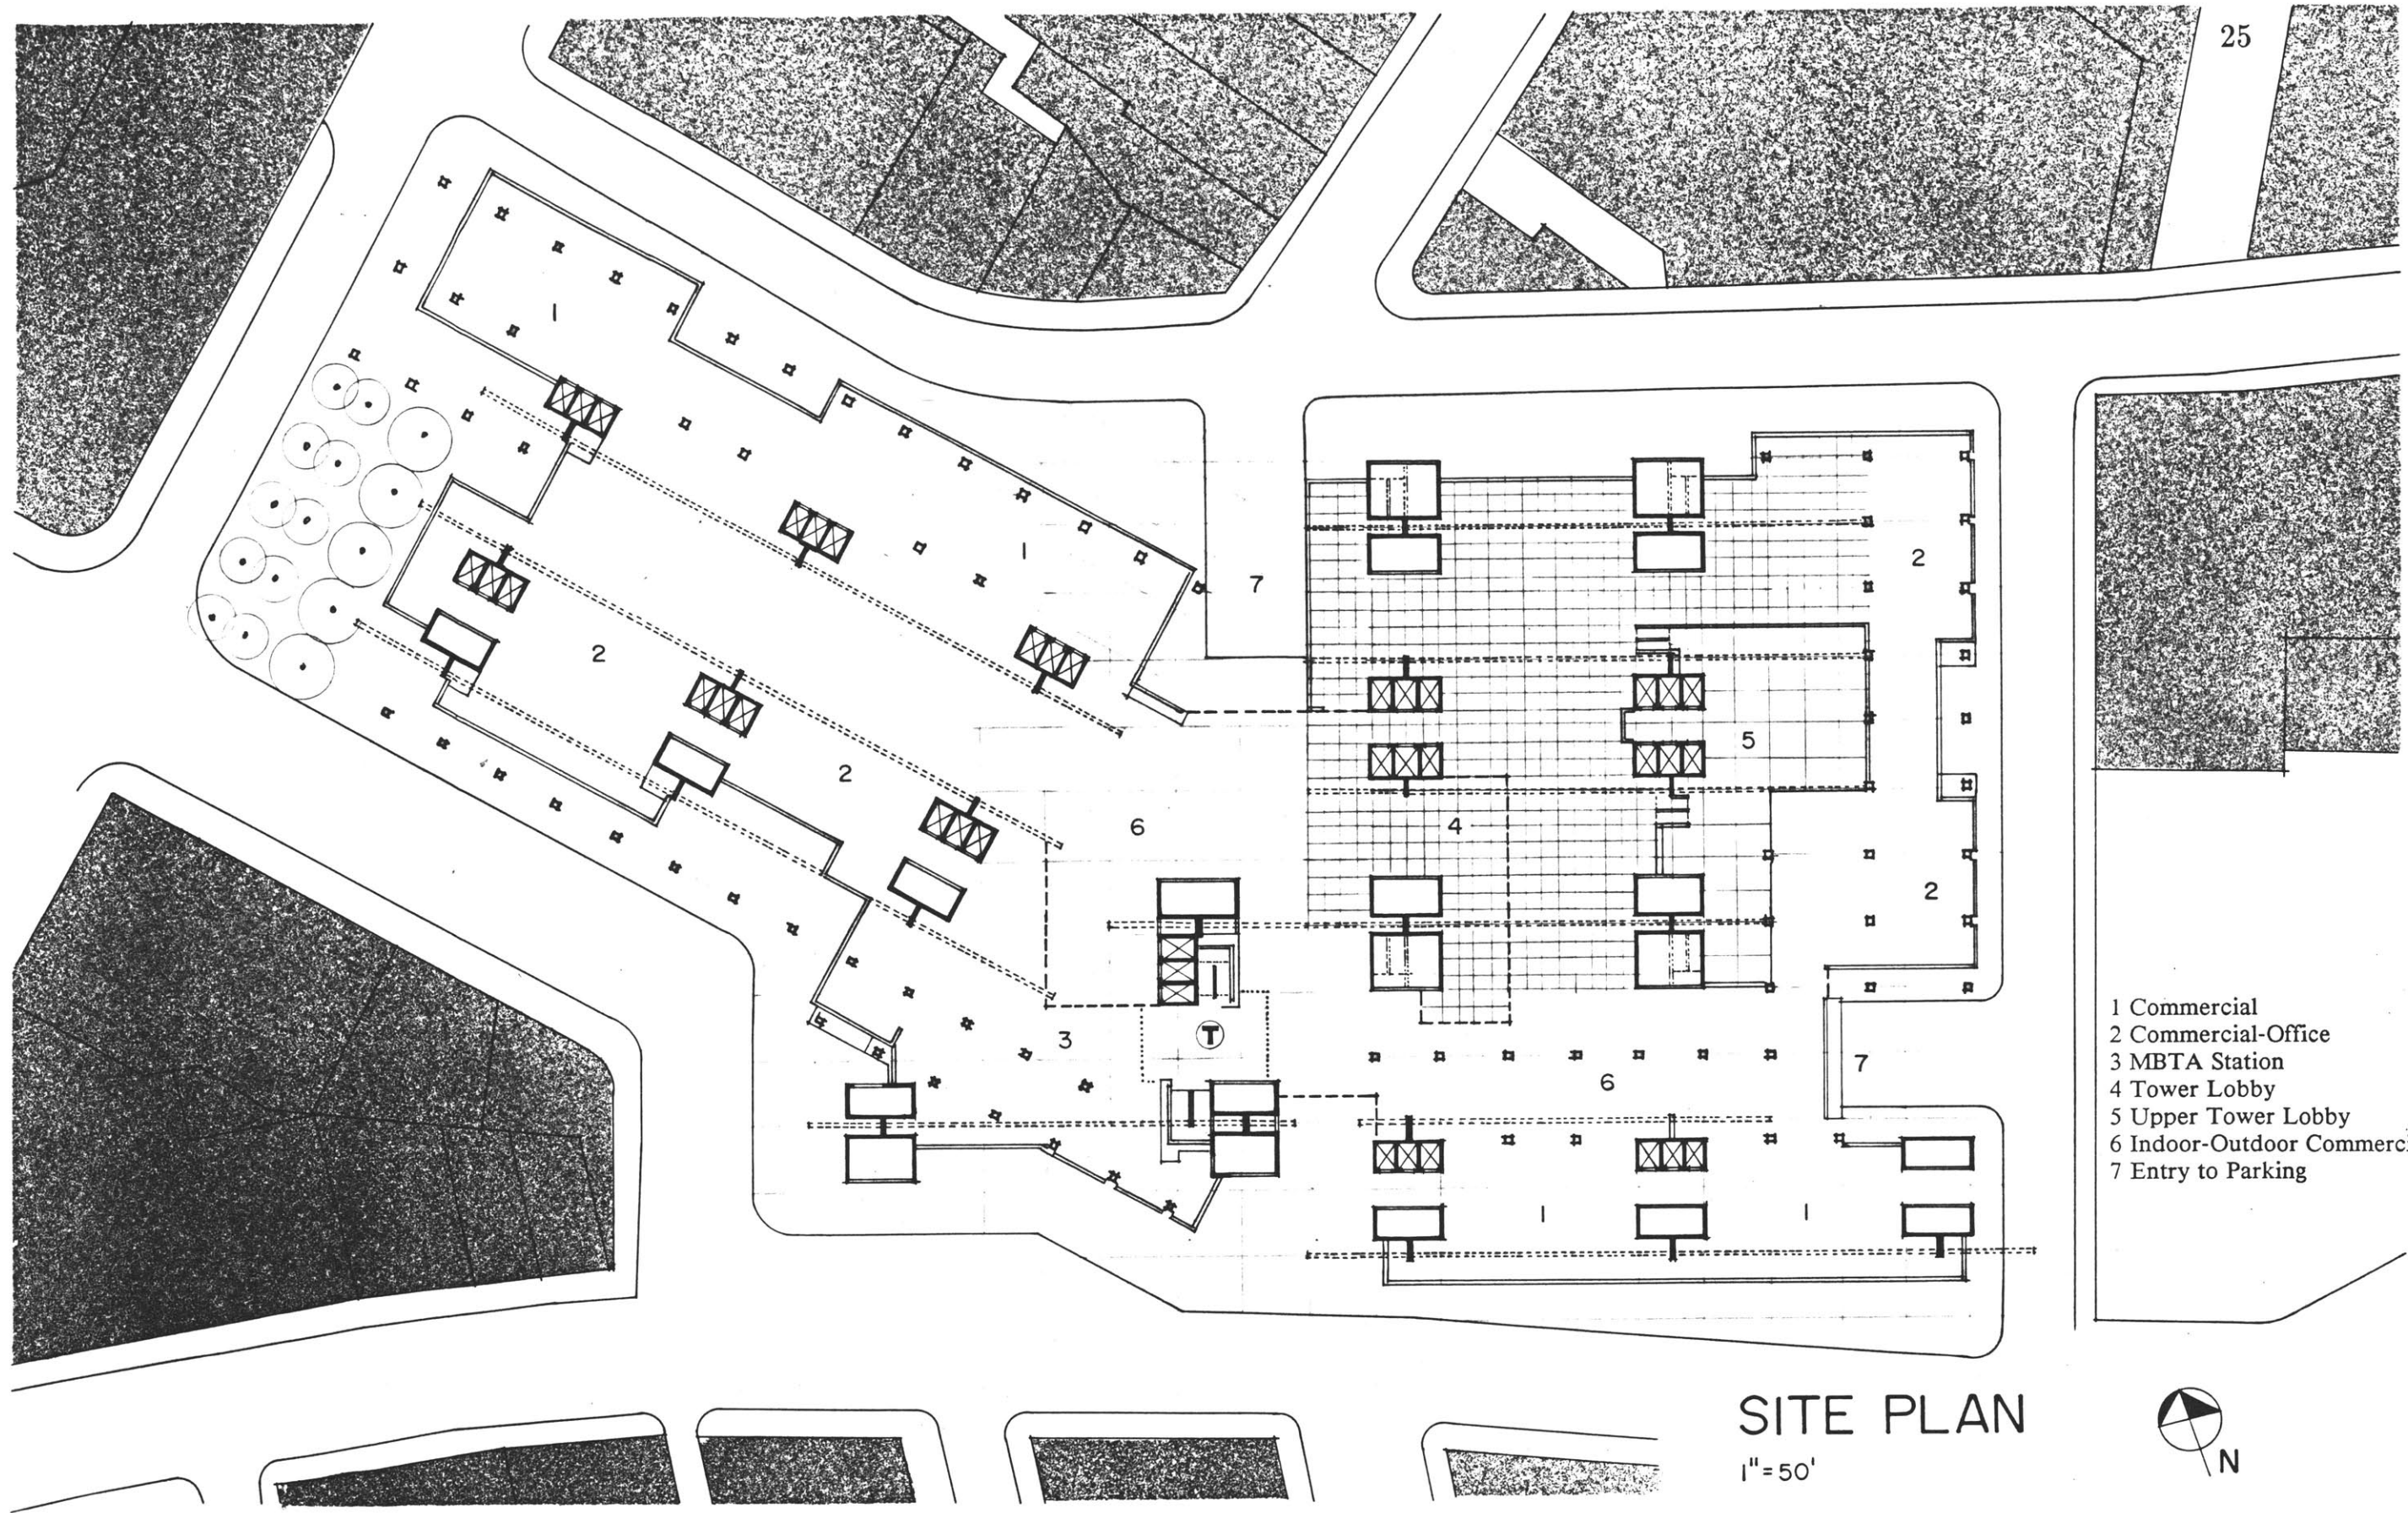 25
1
1
7
2
2
2
5
6
4
2
3
T
7
6
1
1
1 Commercial
2 Commercial-Office
3 MBTA Station
4 Tower Lobby
5 Upper Tower Lobby
6 Indoor-Outdoor Commerci
7 Entry to Parking
SITE PLAN
1"=50'
N